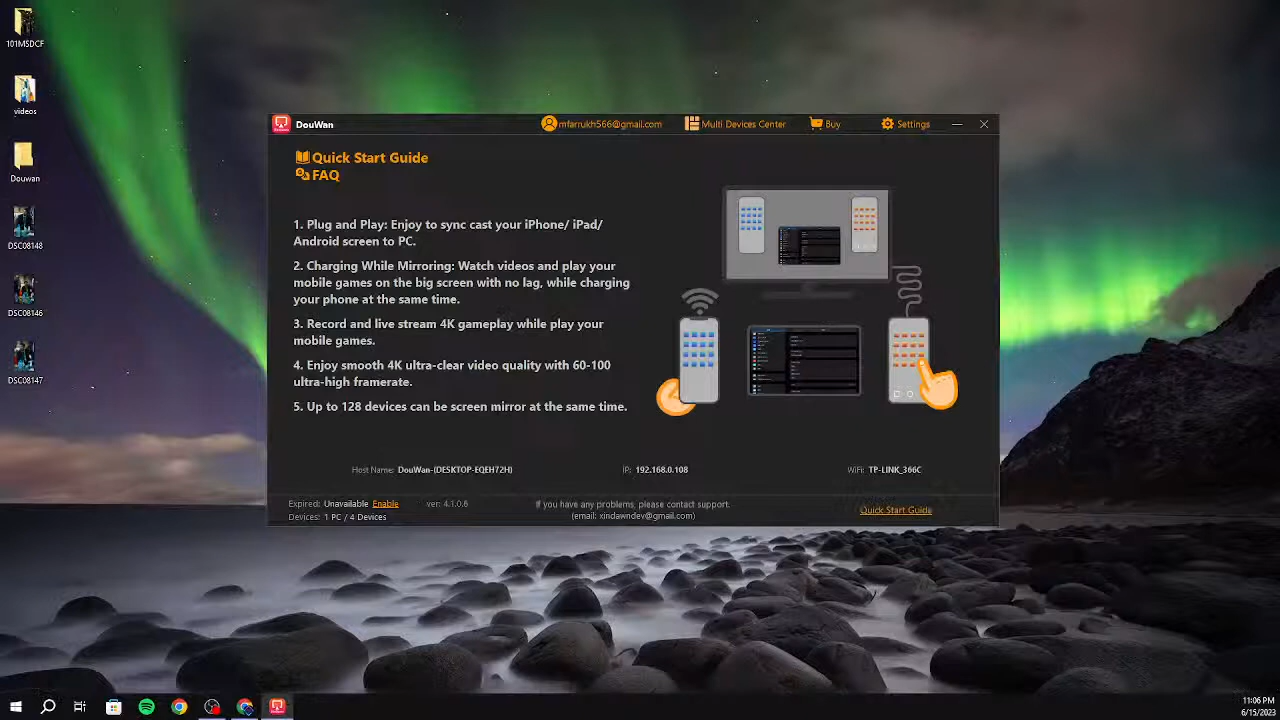 101MSDCF
videos
Douwan
DSC08148
DSC08146
DSC08147
DouWan
mfarrukh566@gmail.com
Multi Devices Center
Buy
Settings
Quick Start Guide
FAQ
1. Plug and Play: Enjoy to sync cast your iPhone/ iPad/
Android screen to PC.
2. Charging While Mirroring: Watch videos and play your
mobile games on the big screen with no lag, while charging
your phone at the same time.
3. Record and live stream 4K gameplay while play your
mobile games.
4. Enjoy smooth 4K ultra-clear video quality with 60-100
ultra-high framerate.
5. Up to 128 devices can be screen mirror at the same time.
Host Name: DouWan-(DESKTOP-EQEH72H)
IP: 192.168.0.108
WiFi: TP-LINK_366C
Expired: Unavailable Enable
ver: 4.1.0.6
Devices: 1 PC / 4 Devices
If you have any problems, please contact support.
(email: xindawndev@gmail.com)
Quick Start Guide
11:06 PM
6/15/2023